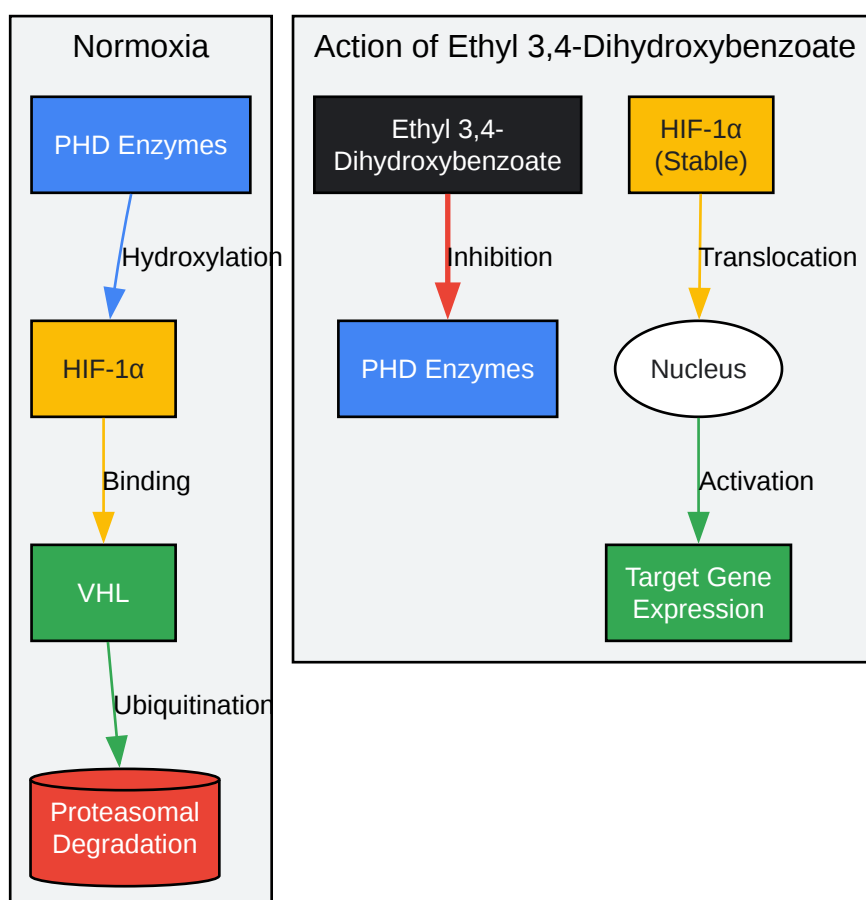 Normoxia
PHD Enzymes
Hydroxylation
HIF-1α
Binding
VHL
Ubiquitination
Proteasomal
Degradation
Action of Ethyl 3,4-Dihydroxybenzoate
Ethyl 3,4-
Dihydroxybenzoate
Inhibition
PHD Enzymes
HIF-1α
(Stable)
Translocation
Nucleus
Activation
Target Gene
Expression